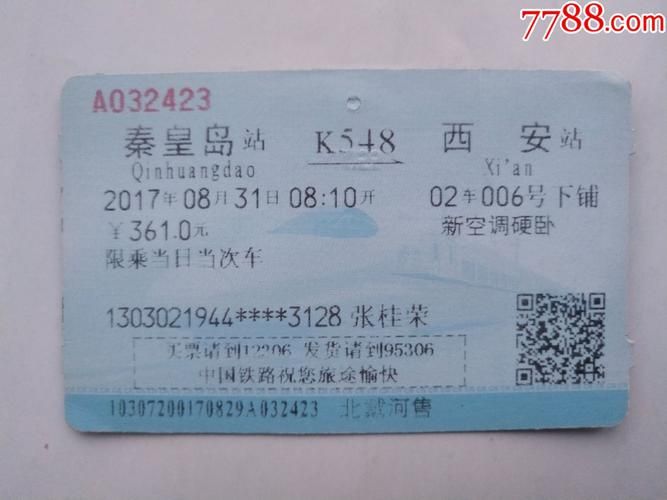 7788.com
A032423
秦皇岛站 K548 西安站
Qinhuangdao Xi'an
2017年08月31日08:10开 02车006号下铺
￥361.0元 新空调硬卧
限乘当日当次车
1303021944****3128 张桂荣
买票请到12306 发货请到95306
中国铁路祝您旅途愉快
10307200170829A032423 北戴河售